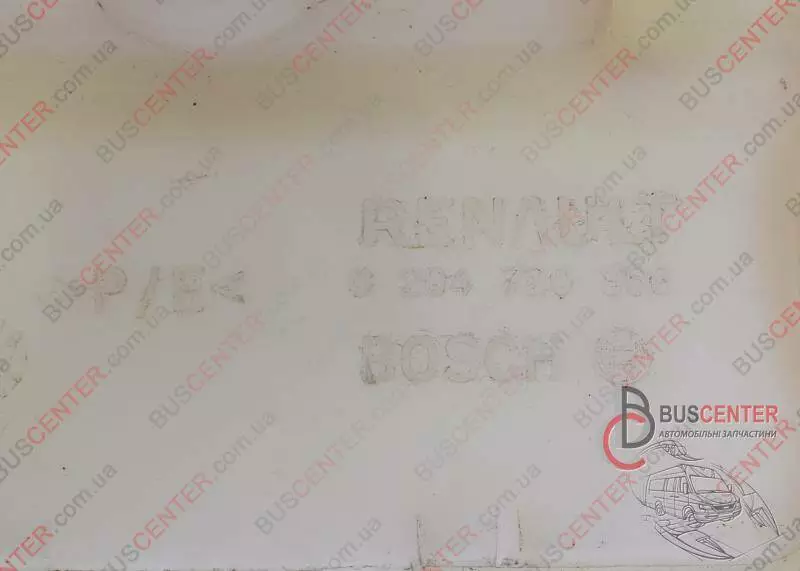 RENAULT
P/E<
BOSCH
BUSCENTER
АВТОМОБІЛЬНІ ЗАПЧАСТИНИ
BUSCENTER.com.ua